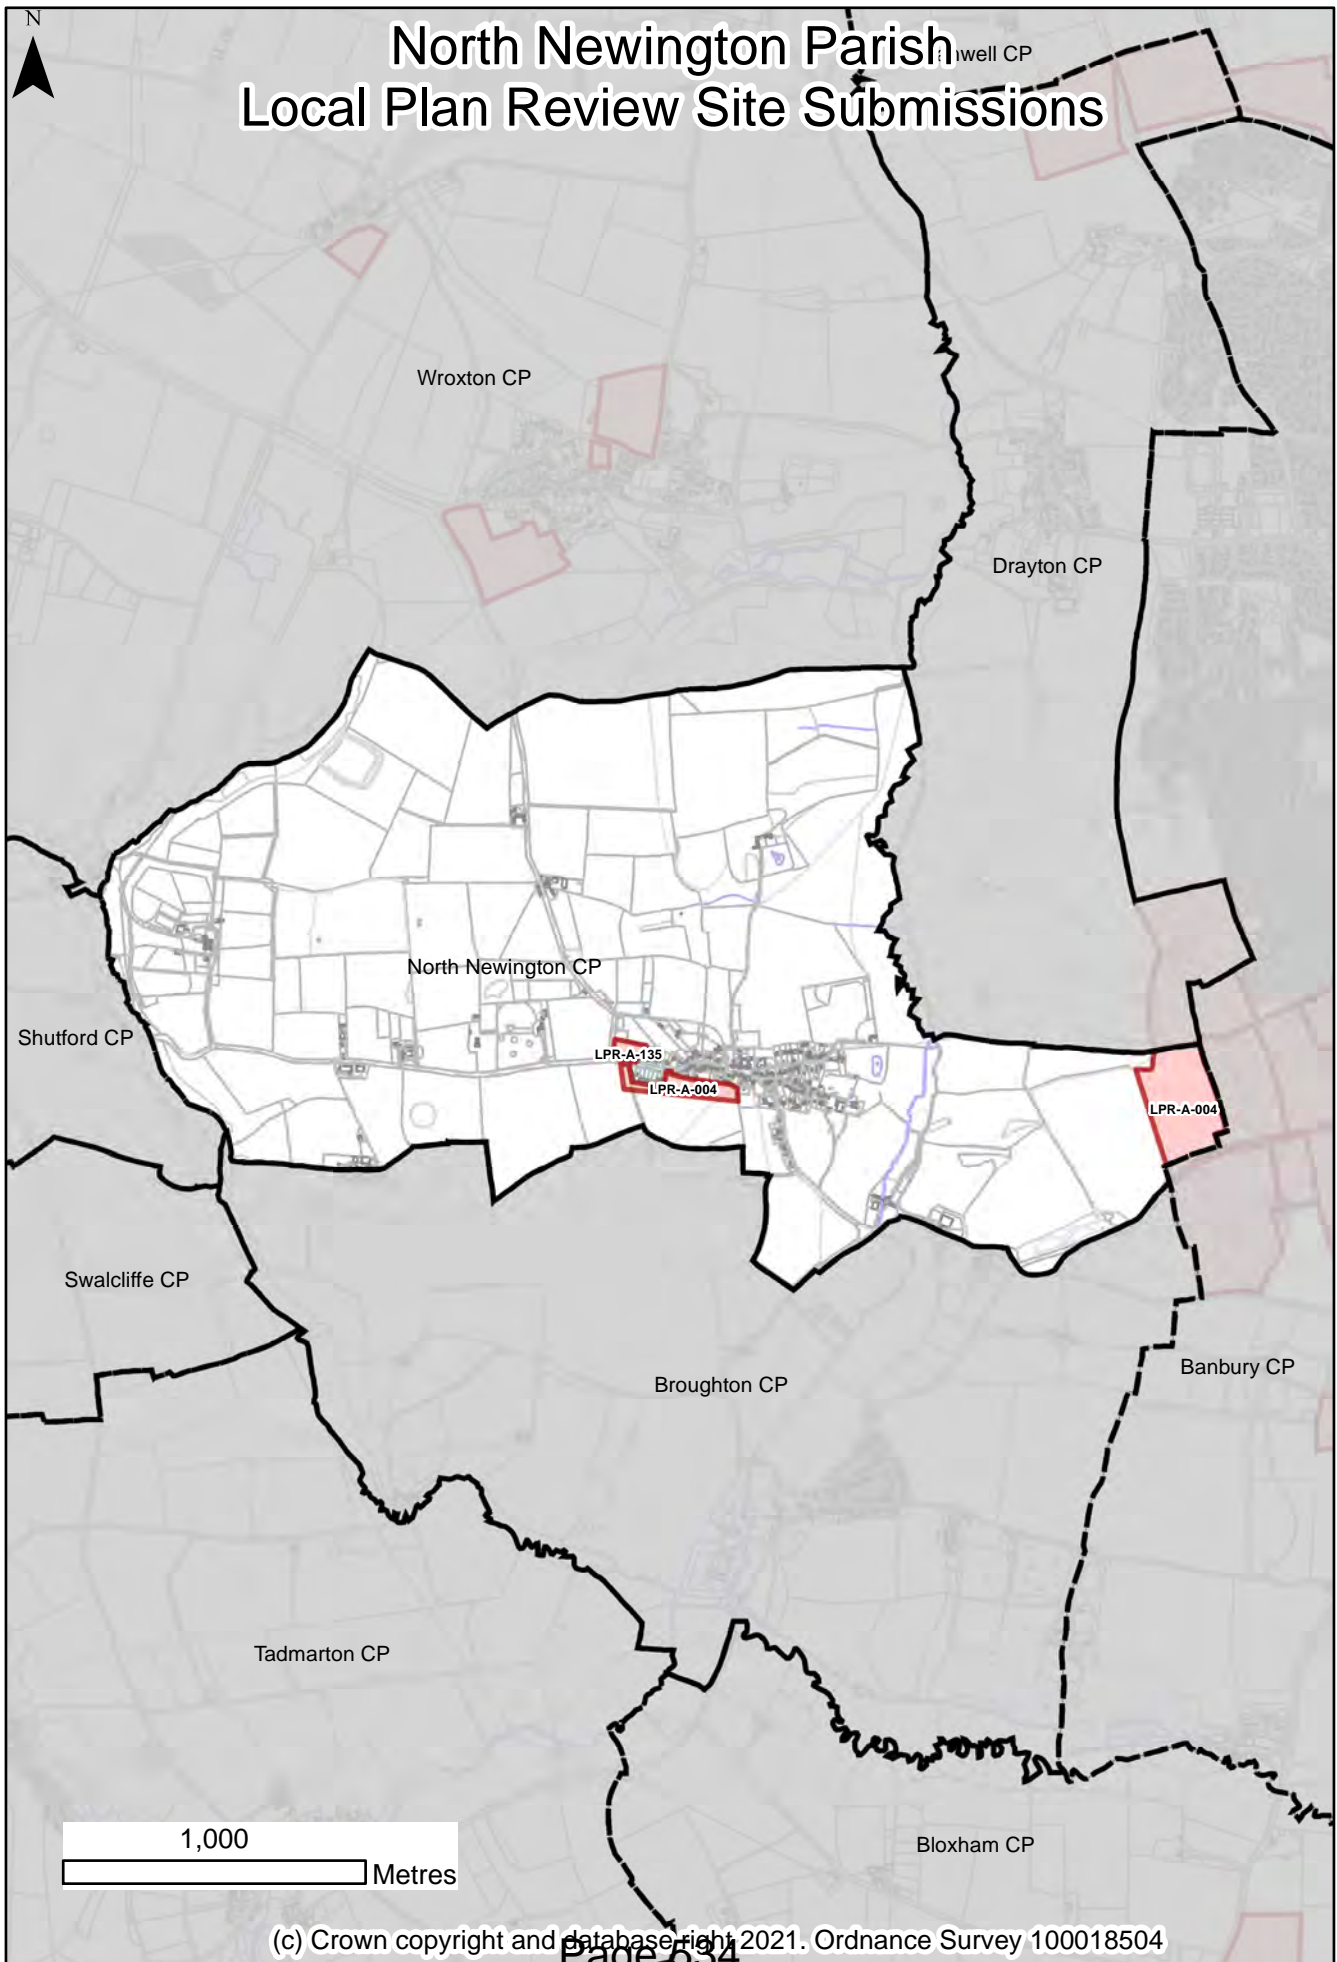 N
North Newington Parish
Local Plan Review Site Submissions
Wroxton CP
Drayton CP
North Newington CP
Shutford CP
LPR-A-135
LPR-A-004
LPR-A-004
Swalcliffe CP
Banbury CP
Broughton CP
Tadmarton CP
Bloxham CP
1,000
Metres
(c) Crown copyright and database right 2021. Ordnance Survey 100018504
Page 534